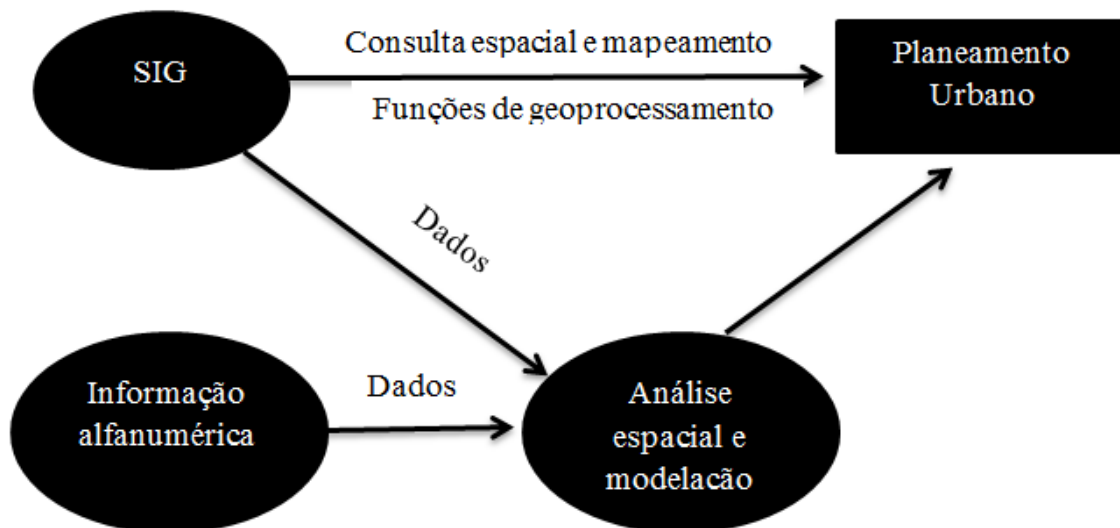 SIG
Consulta espacial e mapeamento
Funções de geoprocessamento
Planeamento
Urbano
Dados
Informação
alfanumérica
Dados
Análise
espacial e
modelação